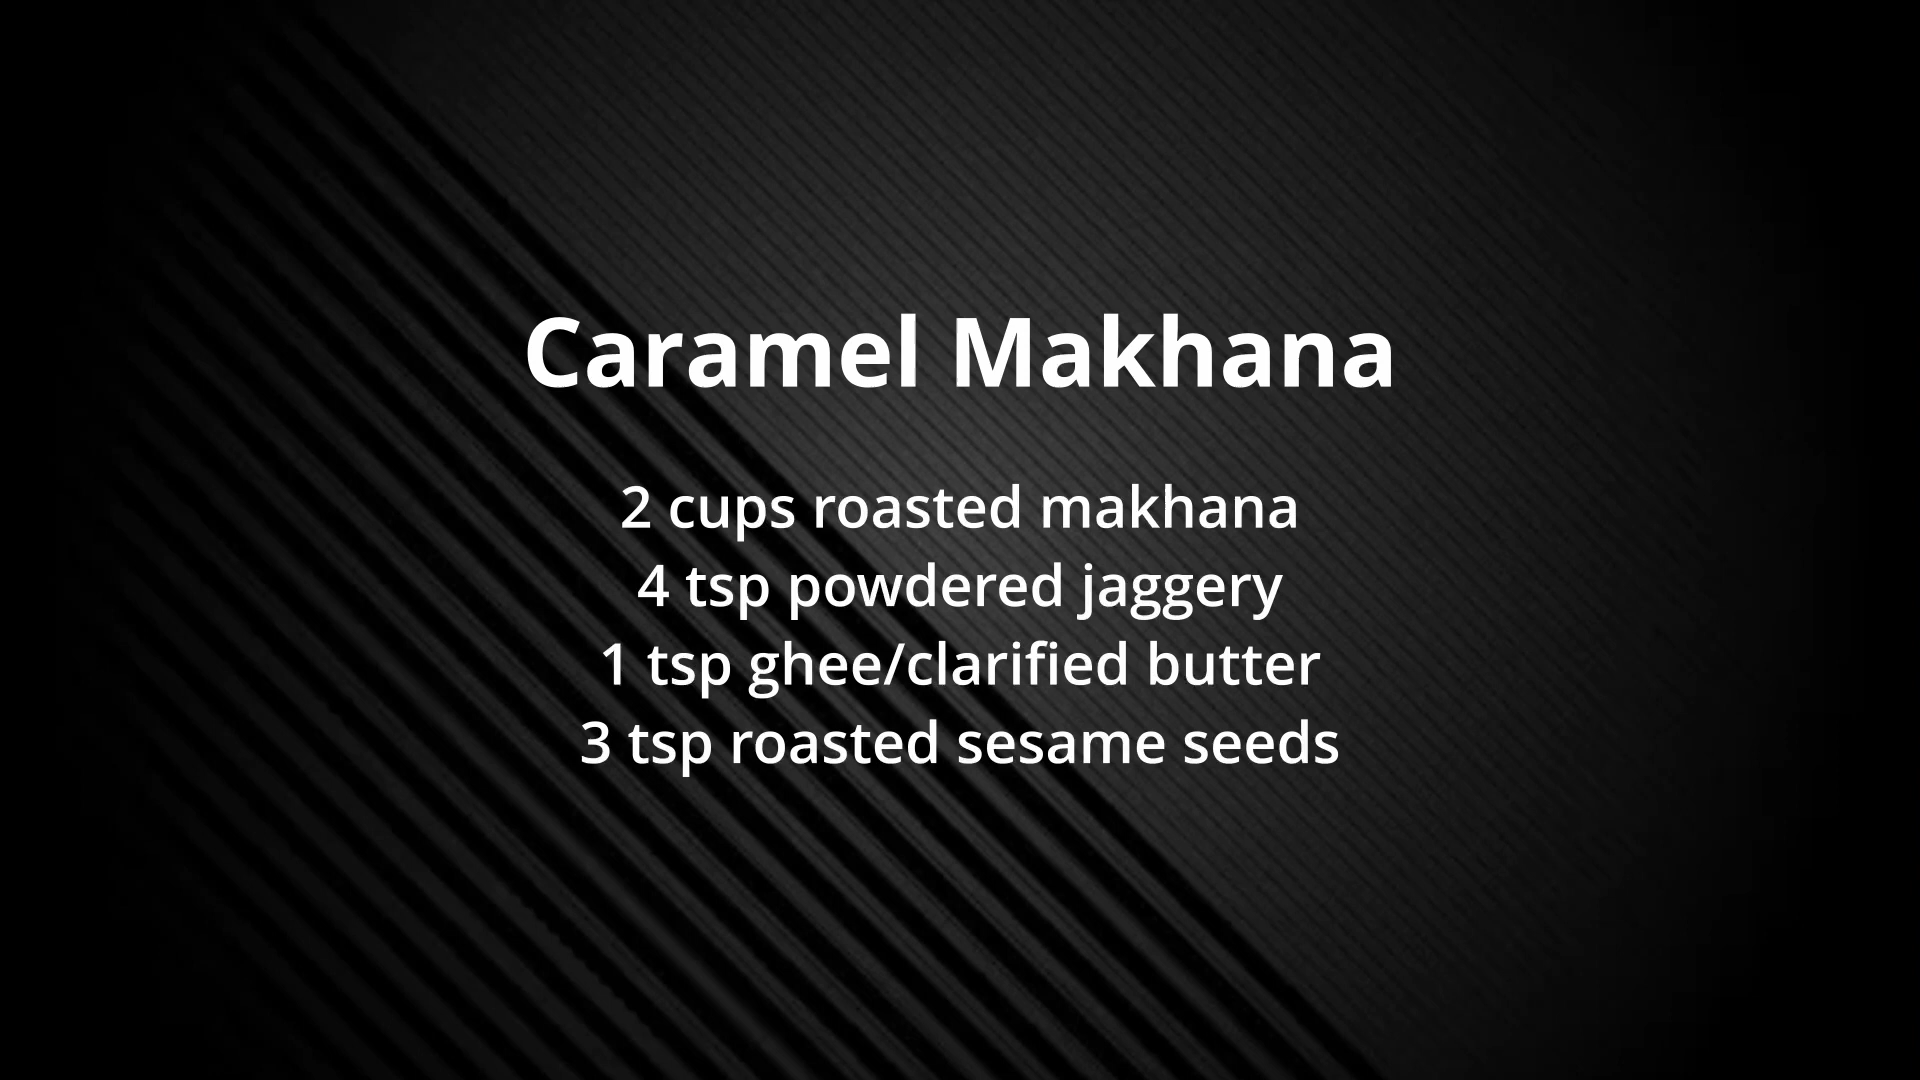 Caramel Makhana
2 cups roasted makhana
4 tsp powdered jaggery
1 tsp ghee/clarified butter
3 tsp roasted sesame seeds